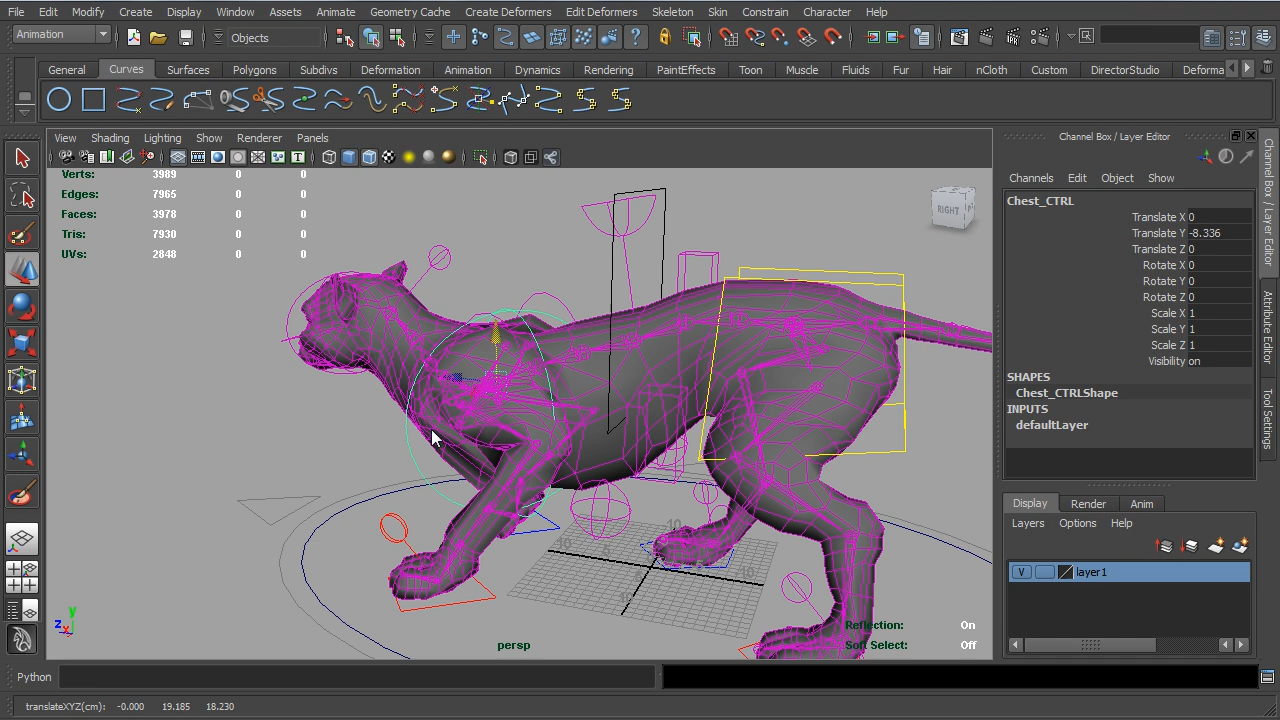 File Edit Modify Create Display Window Assets Animate Geometry Cache Create Deformers Edit Deformers Skeleton Skin Constrain Character Help
Animation Objects
General Curves Surfaces Polygons Subdivs Deformation Animation Dynamics Rendering PaintEffects Toon Muscle Fluids Fur Hair nCloth Custom DirectorStudio Deforma
View Shading Lighting Show Renderer Panels
Verts: 3989 0 0
Edges: 7965 0 0
Faces: 3978 0 0
Tris: 7930 0 0
UVs: 2848 0 0
RIGHT
persp
Reflection: On
Soft Select: Off
Channel Box / Layer Editor
Channels Edit Object Show
Chest_CTRL
Translate X 0
Translate Y -8.336
Translate Z 0
Rotate X 0
Rotate Y 0
Rotate Z 0
Scale X 1
Scale Y 1
Scale Z 1
Visibility on
SHAPES
Chest_CTRLShape
INPUTS
defaultLayer
Display Render Anim
Layers Options Help
V layer1
Channel Box / Layer Editor
Attribute Editor
Tool Settings
Python
translateXYZ(cm): -0.000 19.185 18.230